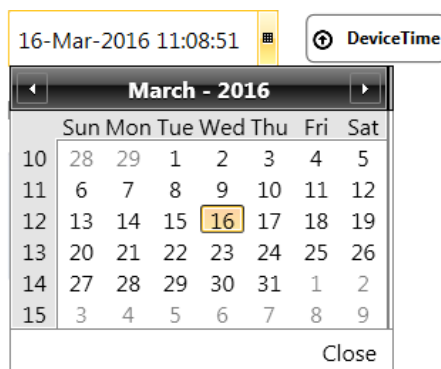 16-Mar-2016 11:08:51 DeviceTime
March - 2016
Sun Mon Tue Wed Thu Fri Sat
10 28 29 1 2 3 4 5
11 6 7 8 9 10 11 12
12 13 14 15 16 17 18 19
13 20 21 22 23 24 25 26
14 27 28 29 30 31 1 2
15 3 4 5 6 7 8 9
Close